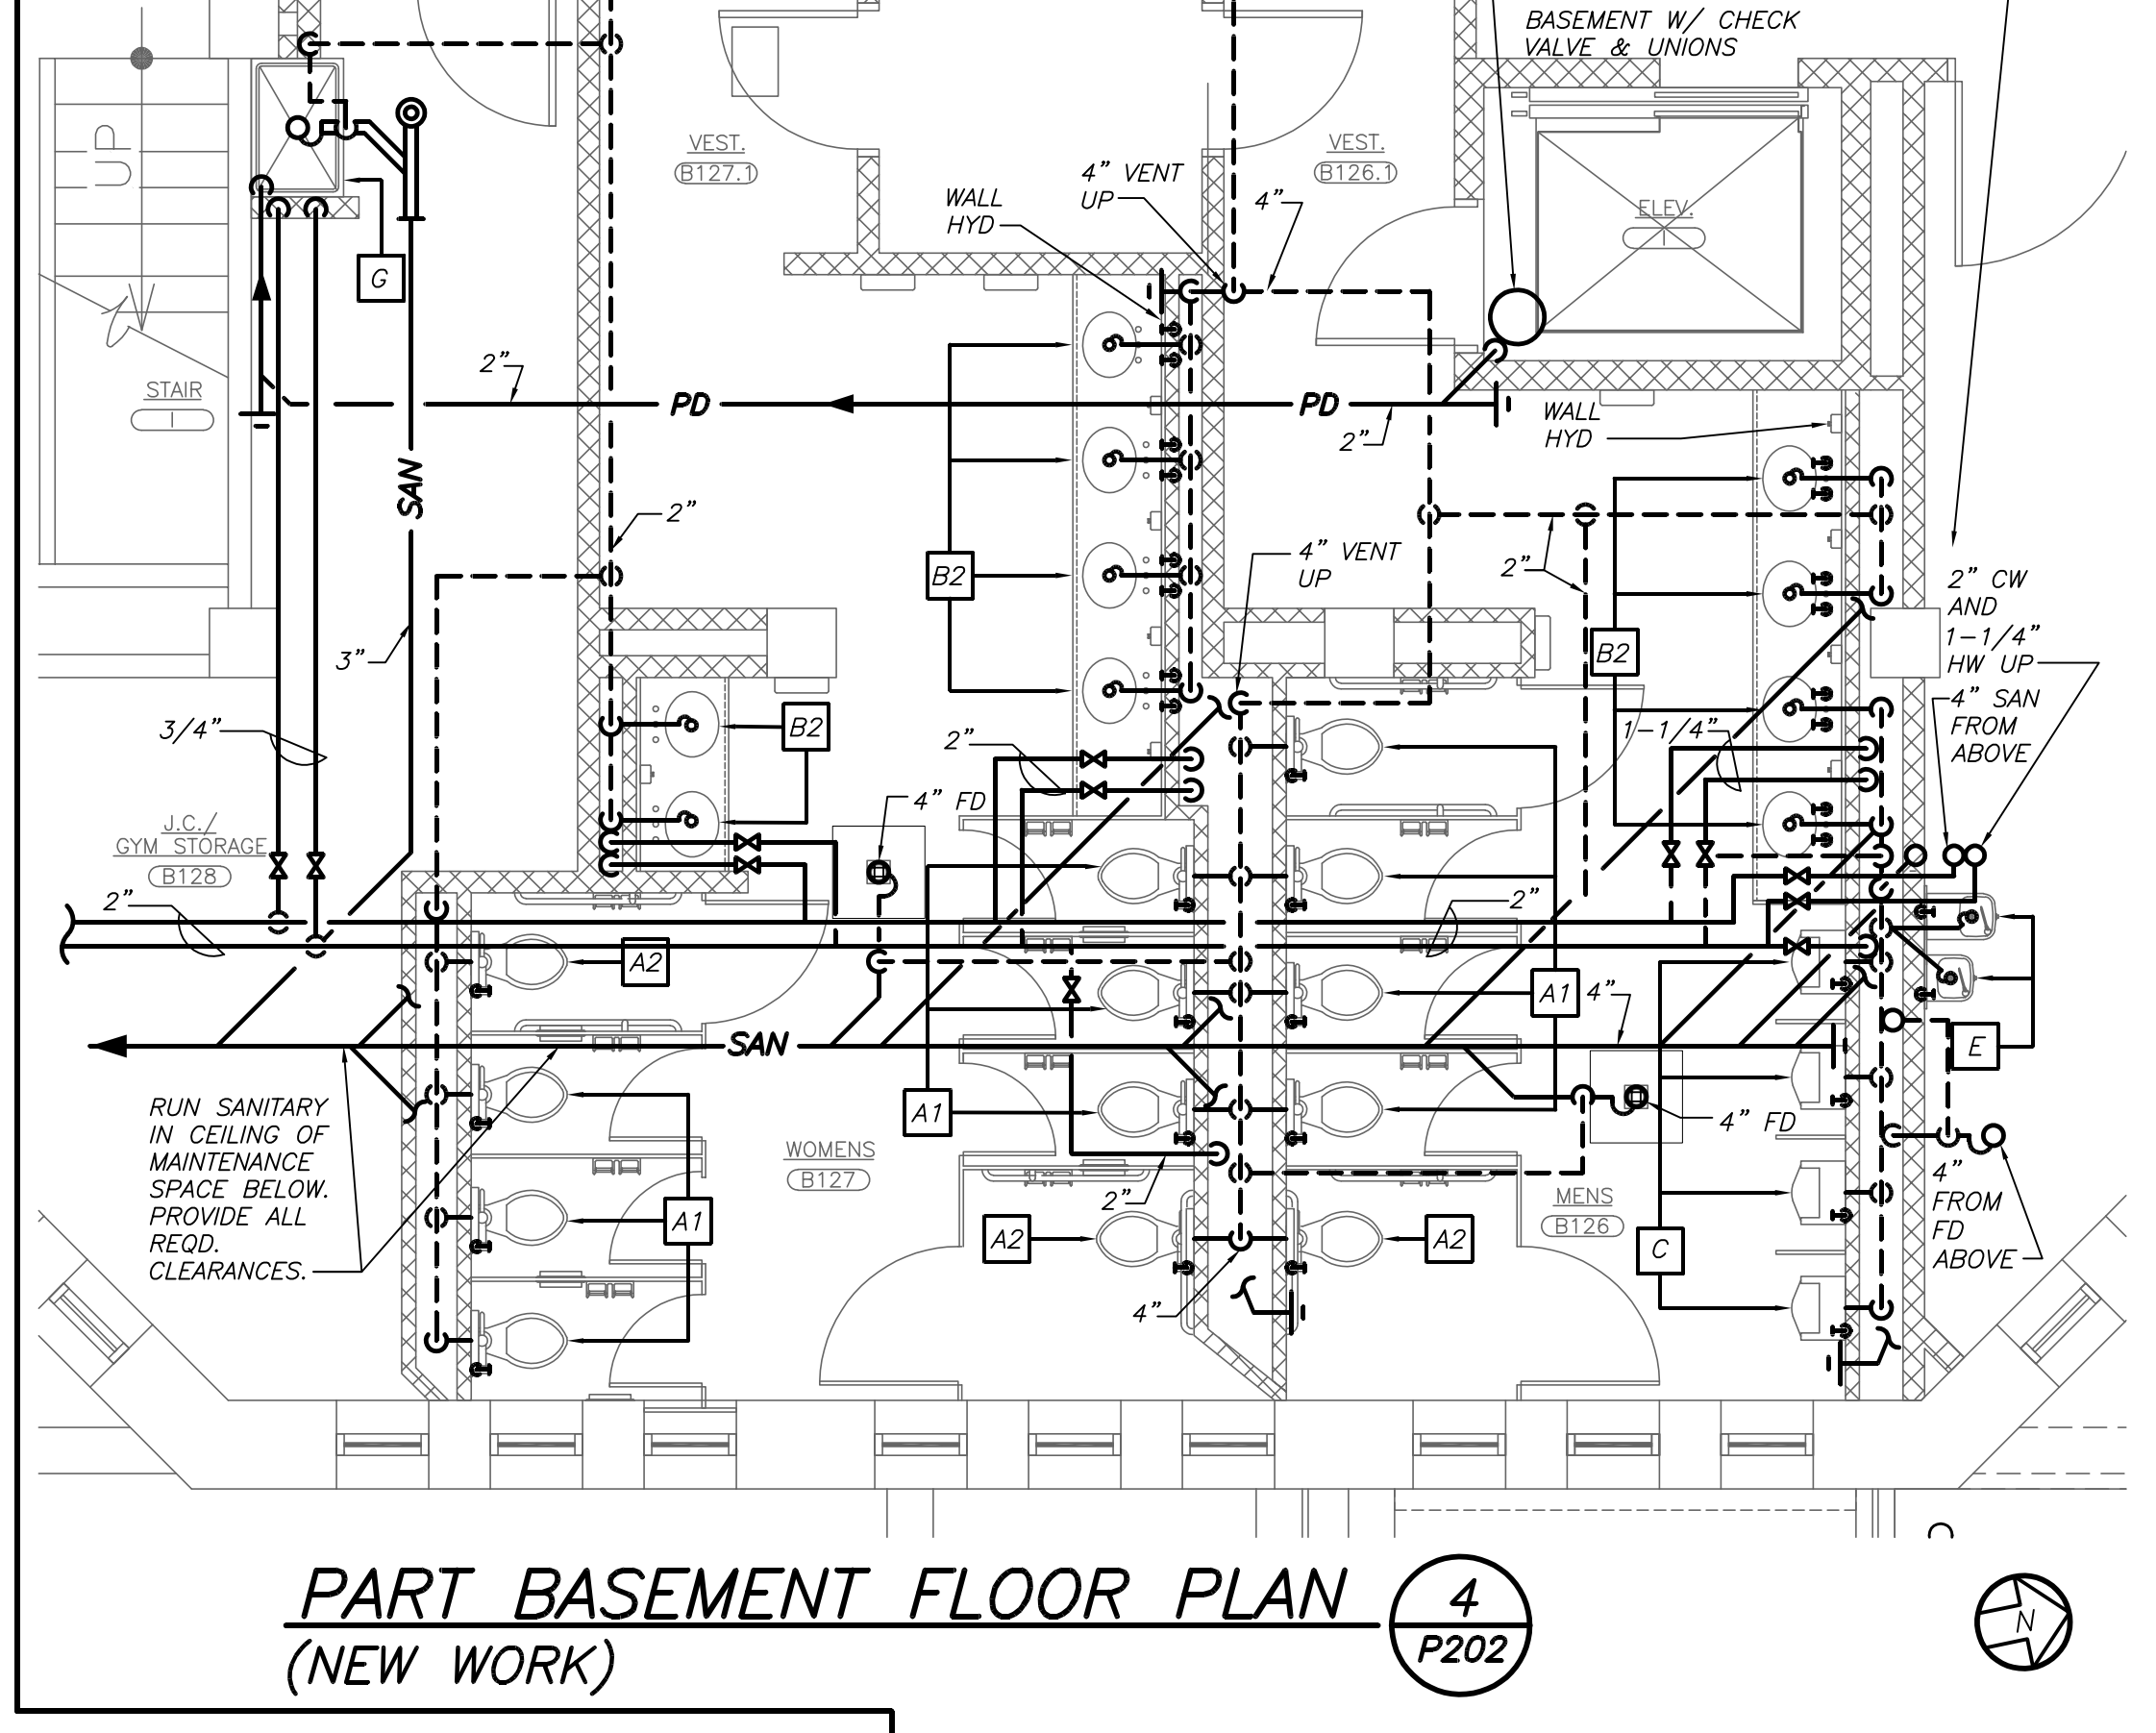 BASEMENT W/ CHECK
VALVE & UNIONS
UP
VEST.
B127.1
4" VENT
UP
WALL
HYD
4"
VEST.
B126.1
ELEV.
1
G
STAIR
1
2"
PD
PD
2"
WALL
HYD
SAN
2"
B2
4" VENT
UP
2"
B2
2" CW
AND
1-1/4"
HW UP
4" SAN
FROM
ABOVE
3"
3/4"
B2
2"
1-1/4"
4" FD
J.C./
GYM STORAGE
B128
2"
2"
A2
A1
4"
SAN
E
RUN SANITARY
IN CEILING OF
MAINTENANCE
SPACE BELOW.
PROVIDE ALL
REQD.
CLEARANCES.
A1
4" FD
WOMENS
B127
2"
4"
FROM
FD
ABOVE
A1
A2
A2
MENS
B126
C
4"
PART BASEMENT FLOOR PLAN
(NEW WORK)
4
P202
N